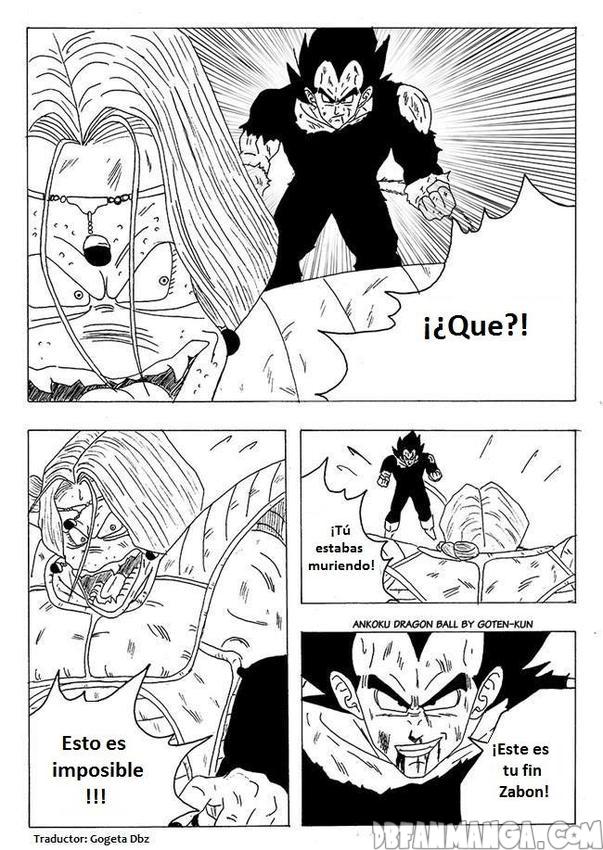 ¡¿Que?!
¡Tú
estabas
muriendo!
ANKOKU DRAGON BALL BY GOTEN-KUN
Esto es
imposible
!!!
¡Este es
tu fin
Zabon!
Traductor: Gogeta Dbz
DBFANMANGA.COM